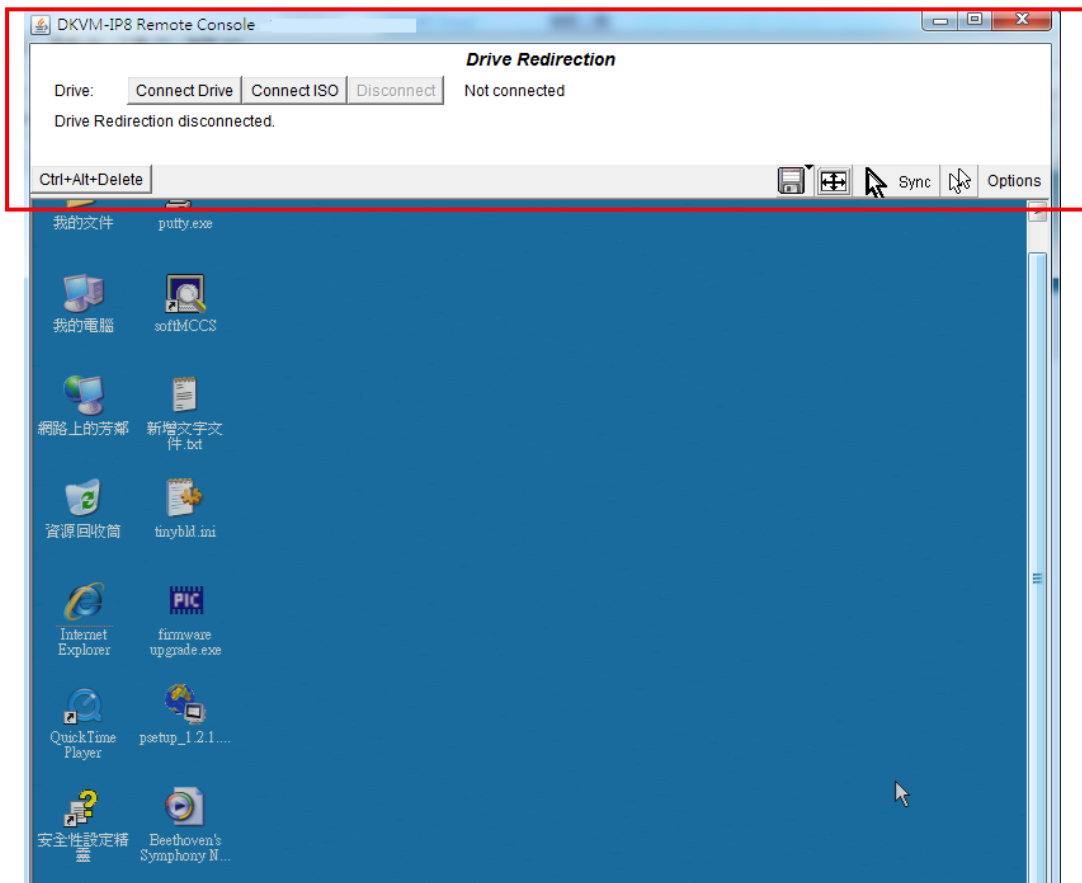 DKVM-IP8 Remote Console
Drive Redirection
Drive: Connect Drive Connect ISO Disconnect Not connected
Drive Redirection disconnected.
Ctrl+Alt+Delete Sync Options
我的文件 putty.exe
我的電腦 softMCCS
網路上的芳鄰 新增文字文
件.txt
資源回收筒 tinybld.ini
PIC
Internet firmware
Explorer upgrade.exe
QuickTime psetup_1.2.1....
Player
安全性設定精 Beethoven's
靈 Symphony N...